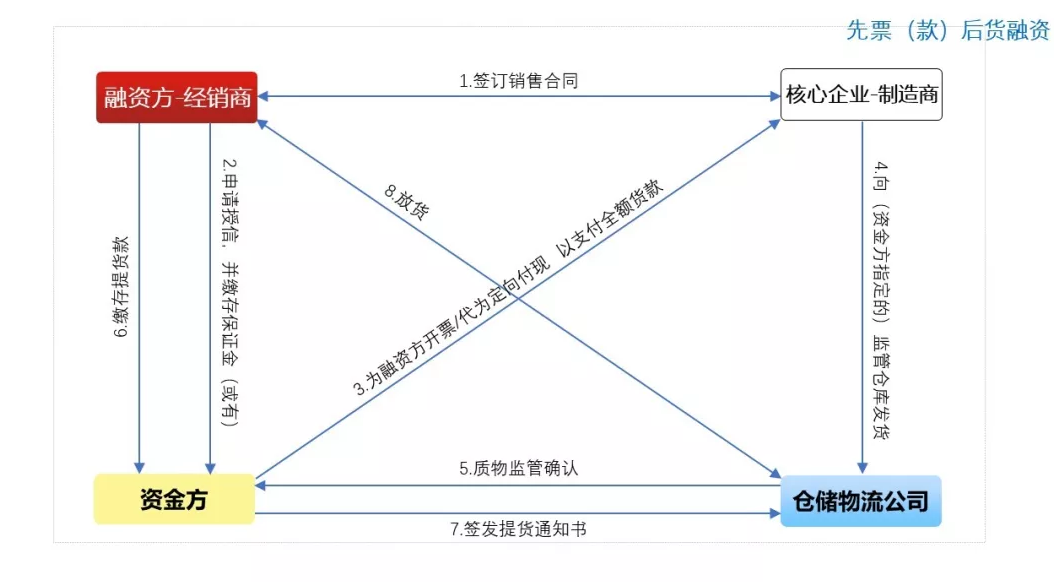 先票（款）后货融资
融资方-经销商
1.签订销售合同
核心企业-制造商
2.申请授信，并缴存保证金（或有）
3.为融资方开票/代为定向付现 以支付全额货款
4.向（资金方指定的）监管仓库发货
8.放货
6.缴存提货款
5.质物监管确认
资金方
仓储物流公司
7.签发提货通知书